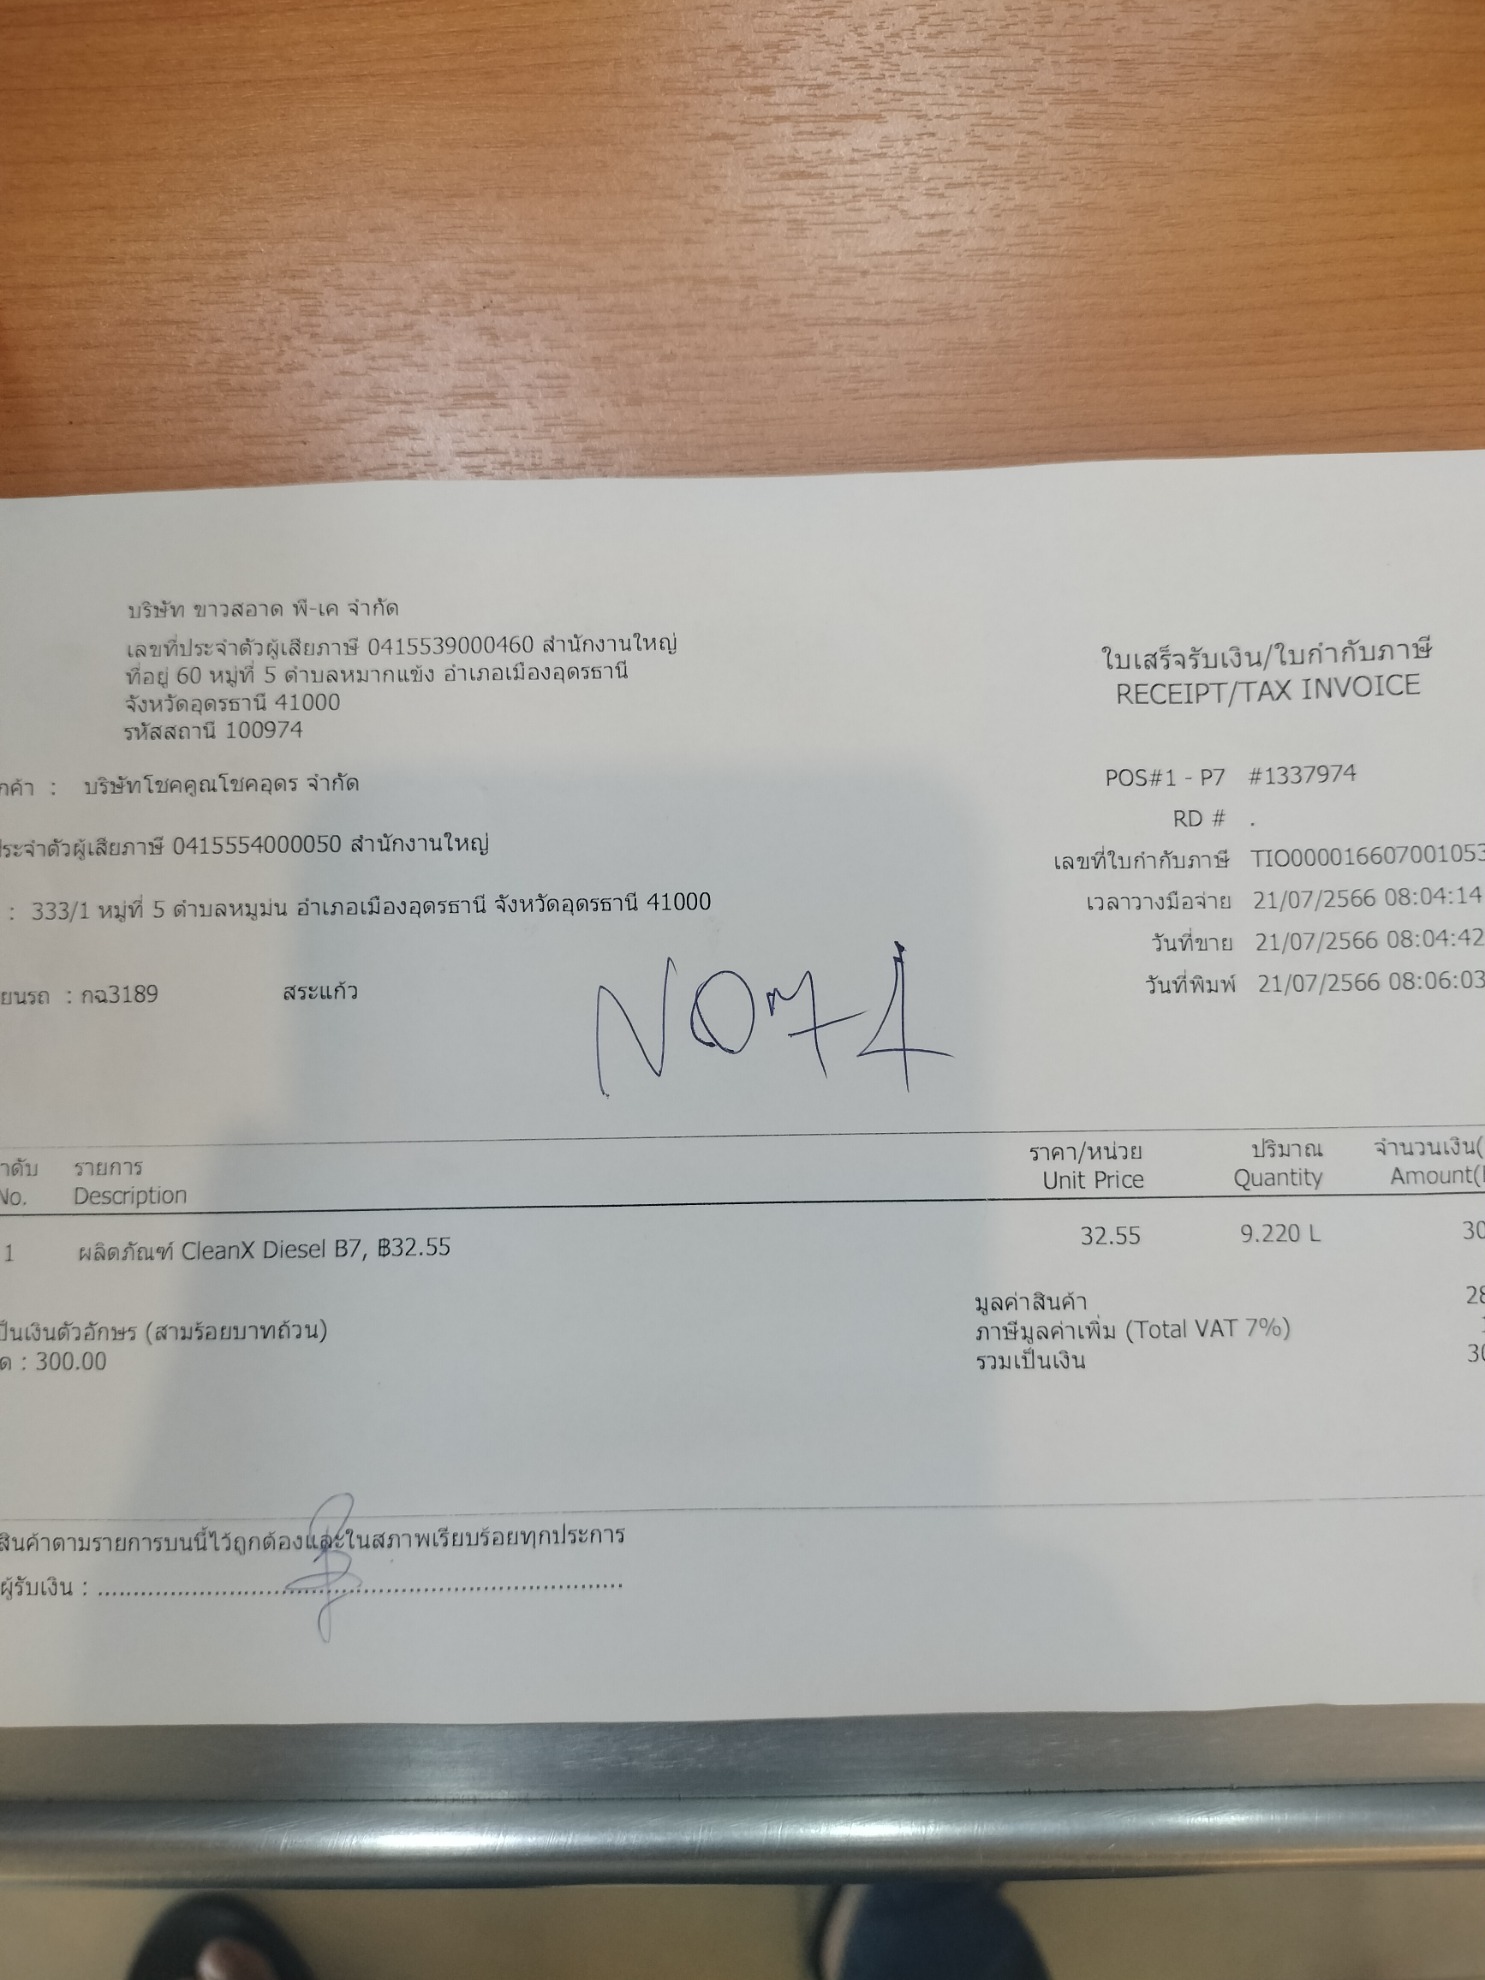 บริษัท ขาวสอาด พี-เค จำกัด
เลขที่ประจำตัวผู้เสียภาษี 0415539000460 สำนักงานใหญ่
ที่อยู่ 60 หมู่ที่ 5 ตำบลหมากแข้ง อำเภอเมืองอุดรธานี
จังหวัดอุดรธานี 41000
รหัสสถานี 100974
ใบเสร็จรับเงิน/ใบกำกับภาษี
RECEIPT/TAX INVOICE
กค้า : บริษัทโชคคูณโชคอุดร จำกัด
ระจำตัวผู้เสียภาษี 0415554000050 สำนักงานใหญ่
: 333/1 หมู่ที่ 5 ตำบลหมูม่น อำเภอเมืองอุดรธานี จังหวัดอุดรธานี 41000
ยนรถ : กฉ3189 สระแก้ว
POS#1 - P7 #1337974
RD # .
เลขที่ใบกำกับภาษี TIO000016607001053
เวลาวางมือจ่าย 21/07/2566 08:04:14
วันที่ขาย 21/07/2566 08:04:42
วันที่พิมพ์ 21/07/2566 08:06:03
าดับ รายการ ราคา/หน่วย ปริมาณ จำนวนเงิน(
No. Description Unit Price Quantity Amount(
1 ผลิตภัณฑ์ CleanX Diesel B7, ฿32.55 32.55 9.220 L 30
มูลค่าสินค้า 28
ป็นเงินตัวอักษร (สามร้อยบาทถ้วน) ภาษีมูลค่าเพิ่ม (Total VAT 7%)
ด : 300.00 รวมเป็นเงิน 30
สินค้าตามรายการบนนี้ไว้ถูกต้องและในสภาพเรียบร้อยทุกประการ
ผู้รับเงิน :